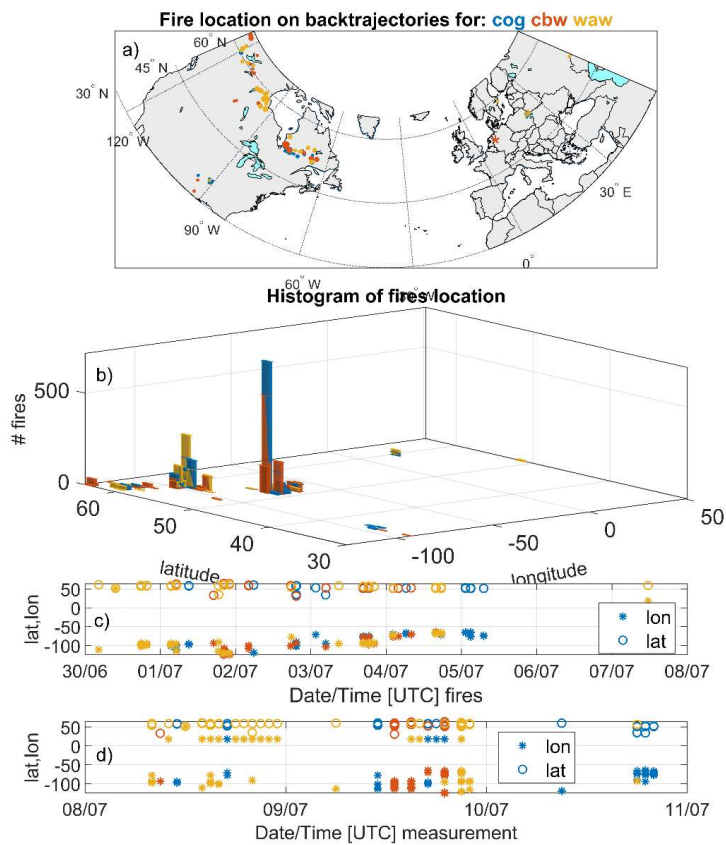 Fire location on backtrajectories for: cog cbw waw
a)
60° N
45° N
30° N
120° W
90° W
60° W
0°
30° E
Histogram of fires location
b)
# fires
500
0
60
50
40
30
-100
-50
0
50
latitude
longitude
c)
lat,lon
50
0
-50
-100
lon
lat
30/06 01/07 02/07 03/07 04/07 05/07 06/07 07/07 08/07
Date/Time [UTC] fires
d)
lat,lon
50
0
-50
-100
lon
lat
08/07 09/07 10/07 11/07
Date/Time [UTC] measurement